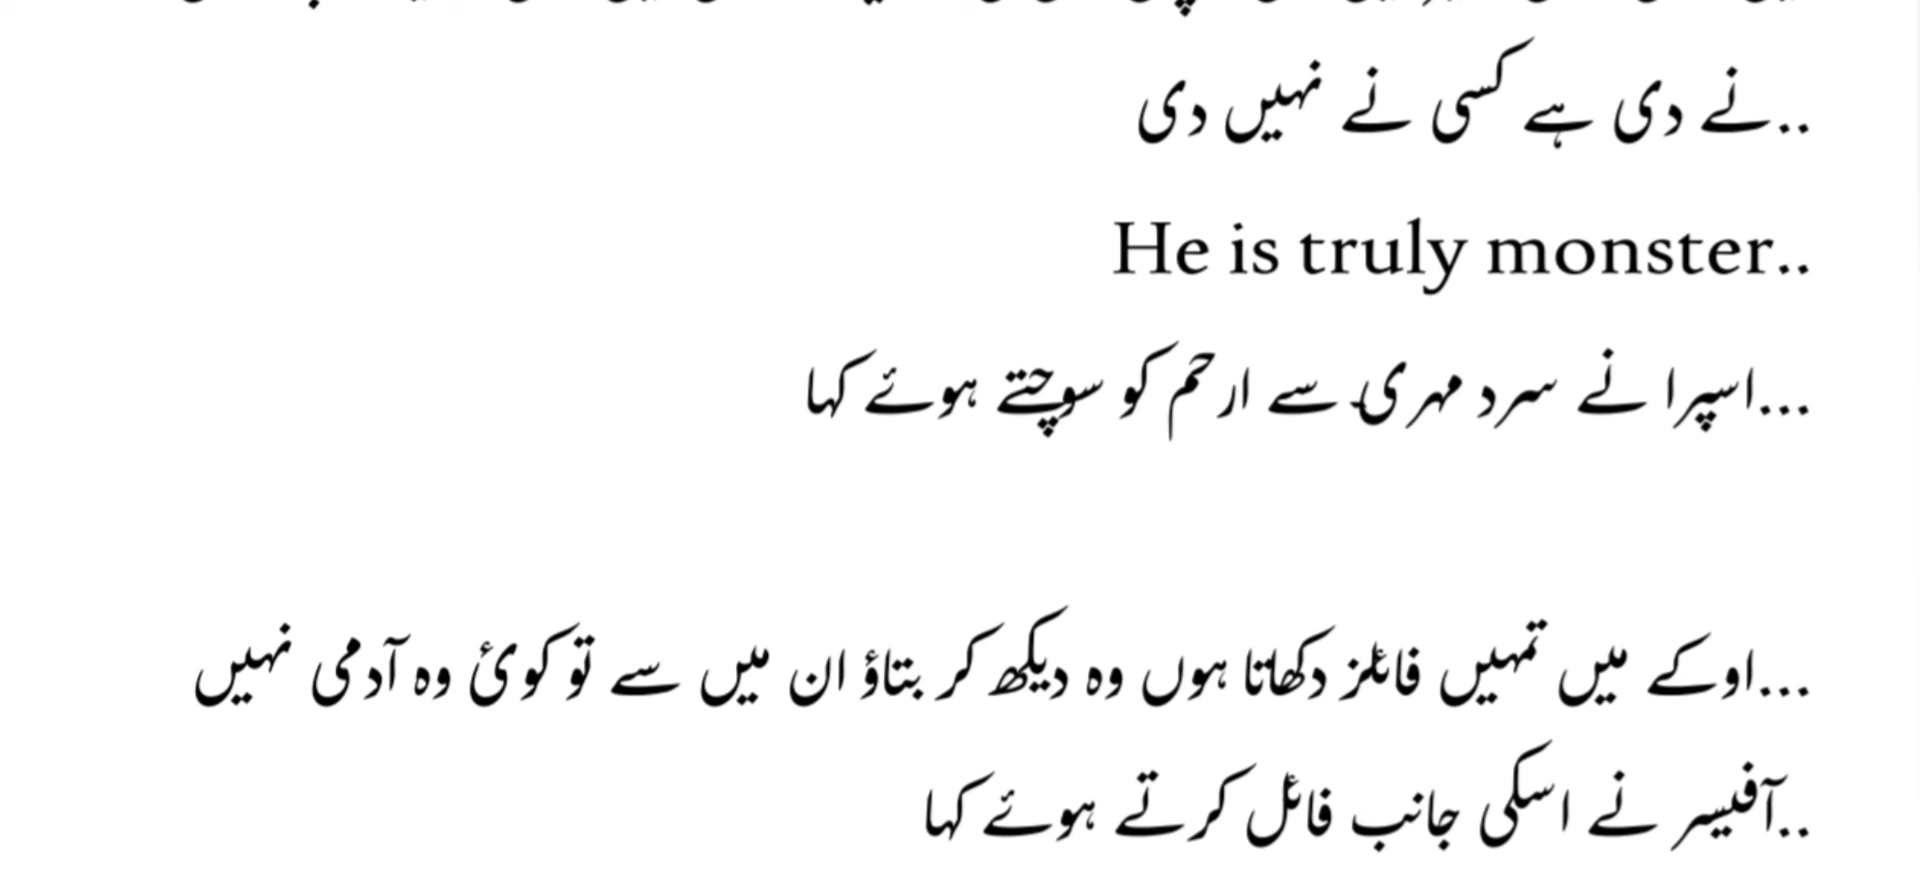 ..نے دی ہے کسی نے نہیں دی
He is truly monster..
...اسپرا نے سرد مہری سے ارحم کو سوچتے ہوئے کہا
...اوکے میں تمہیں فائلز دکھاتا ہوں وہ دیکھ کر بتاؤ ان میں سے تو کوئ وہ آدمی نہیں
..آفیسر نے اسکی جانب فائل کرتے ہوئے کہا